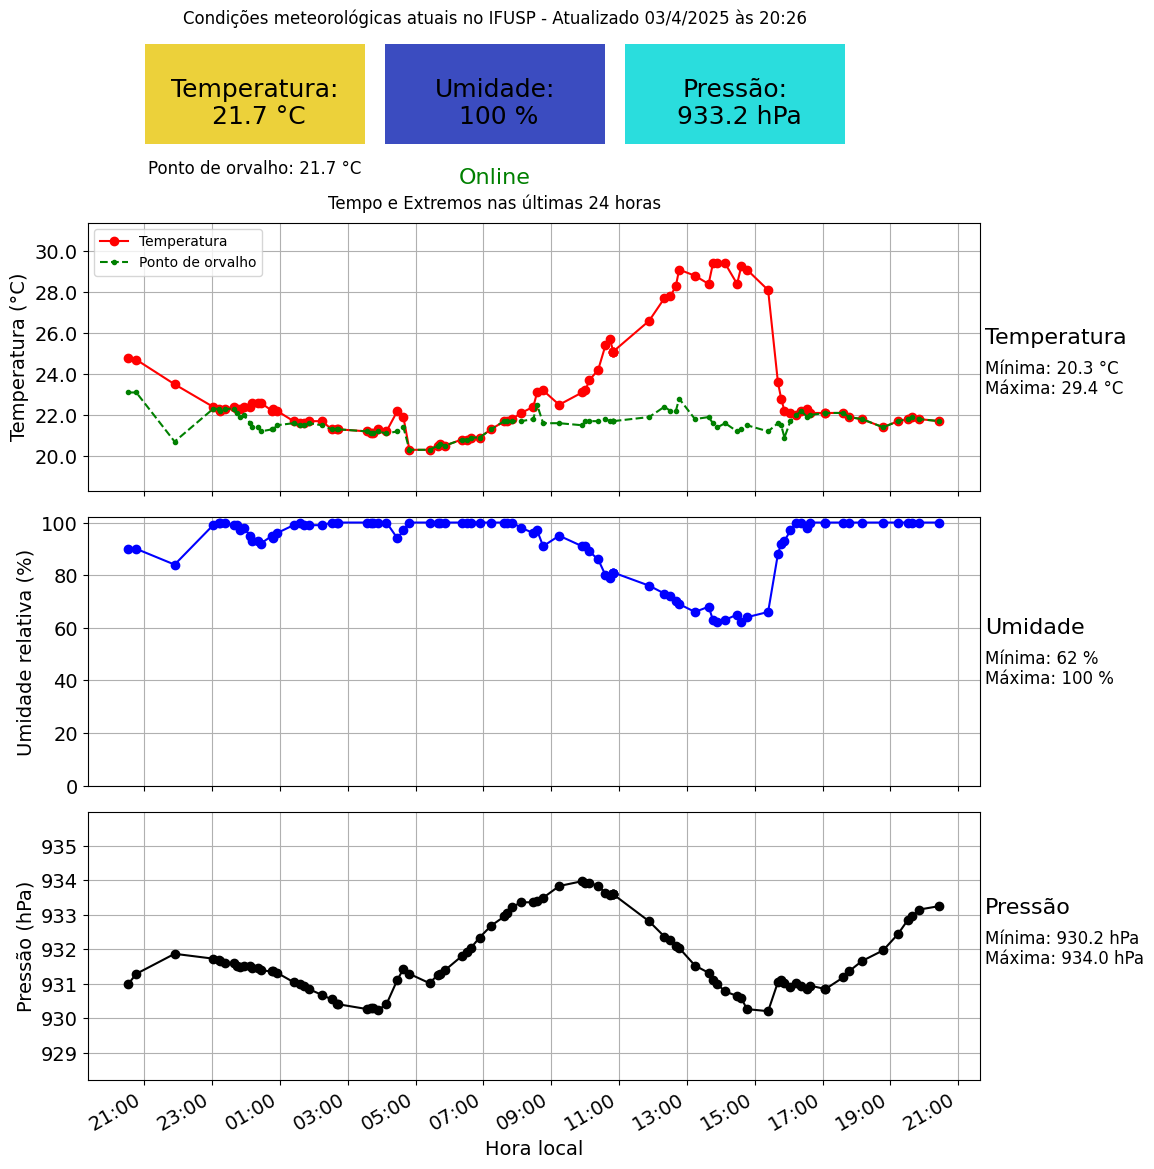 Condições meteorológicas atuais no IFUSP - Atualizado 03/4/2025 às 20:26
Temperatura:
21.7 °C
Umidade:
100 %
Pressão:
933.2 hPa
Ponto de orvalho: 21.7 °C
Online
Tempo e Extremos nas últimas 24 horas
Temperatura (°C)
30.0
28.0
26.0
24.0
22.0
20.0
Temperatura
Ponto de orvalho
Temperatura
Mínima: 20.3 °C
Máxima: 29.4 °C
Umidade relativa (%)
100
80
60
40
20
0
Umidade
Mínima: 62 %
Máxima: 100 %
Pressão (hPa)
935
934
933
932
931
930
929
Pressão
Mínima: 930.2 hPa
Máxima: 934.0 hPa
21:00
23:00
01:00
03:00
05:00
07:00
09:00
11:00
13:00
15:00
17:00
19:00
21:00
Hora local